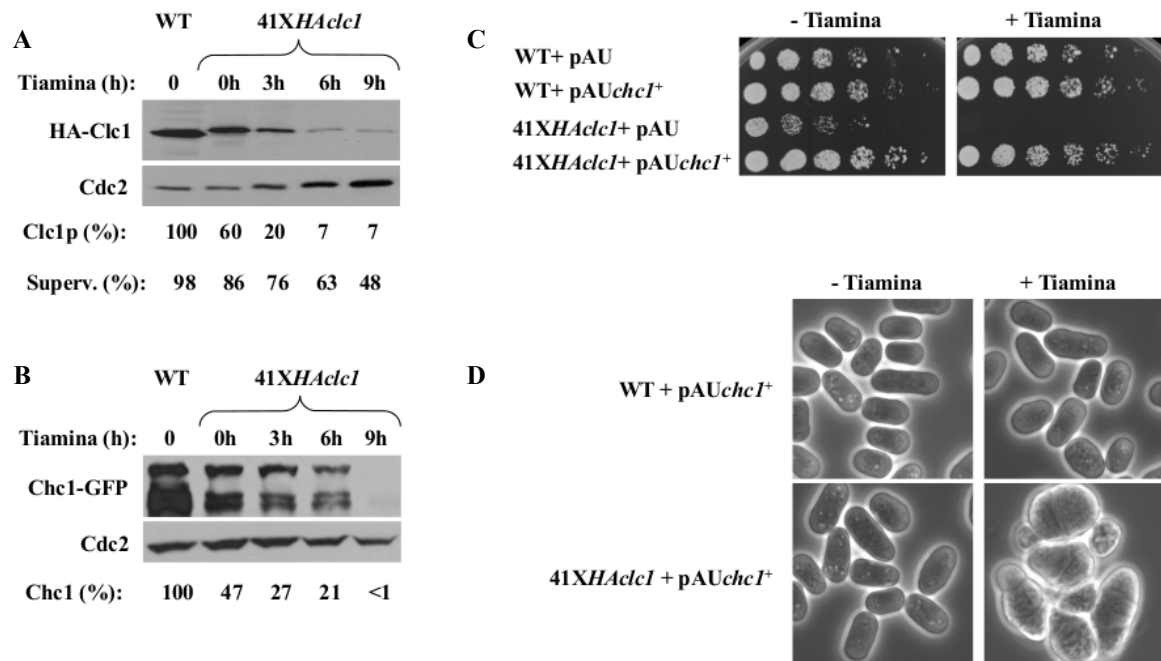 A
WT 41XHAclc1
Tiamina (h): 0 0h 3h 6h 9h
HA-Clc1
Cdc2
Clc1p (%): 100 60 20 7 7
Superv. (%): 98 86 76 63 48
B
WT 41XHAclc1
Tiamina (h): 0 0h 3h 6h 9h
Chc1-GFP
Cdc2
Chc1 (%): 100 47 27 21 <1
C
- Tiamina + Tiamina
WT+ pAU
WT+ pAUchc1⁺
41XHAclc1+ pAU
41XHAclc1+ pAUchc1⁺
D
- Tiamina + Tiamina
WT + pAUchc1⁺
41XHAclc1 + pAUchc1⁺